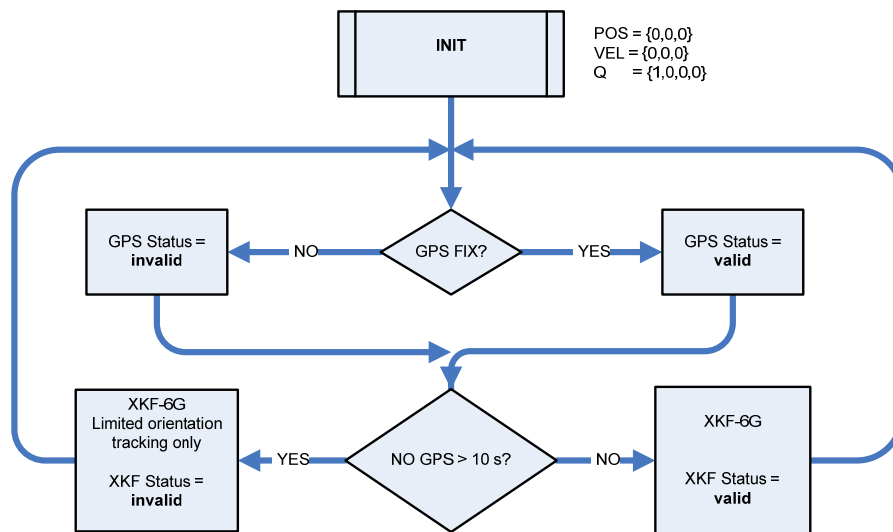 INIT
POS = {0,0,0}
VEL = {0,0,0}
Q = {1,0,0,0}
GPS Status =
invalid
NO
GPS FIX?
YES
GPS Status =
valid
XKF-6G
Limited orientation
tracking only
XKF Status =
invalid
YES
NO GPS > 10 s?
NO
XKF-6G
XKF Status =
valid